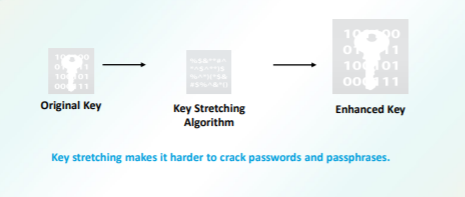 Original Key
Key Stretching
Algorithm
Enhanced Key
Key stretching makes it harder to crack passwords and passphrases.